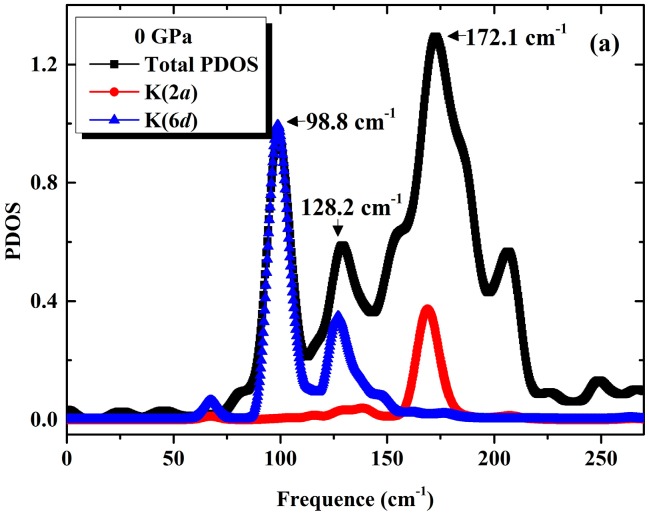 0 GPa
Total PDOS
K(2a)
K(6d)
(a)
172.1 cm⁻¹
98.8 cm⁻¹
128.2 cm⁻¹
PDOS
1.2
0.8
0.4
0.0
0 50 100 150 200 250
Frequence (cm⁻¹)